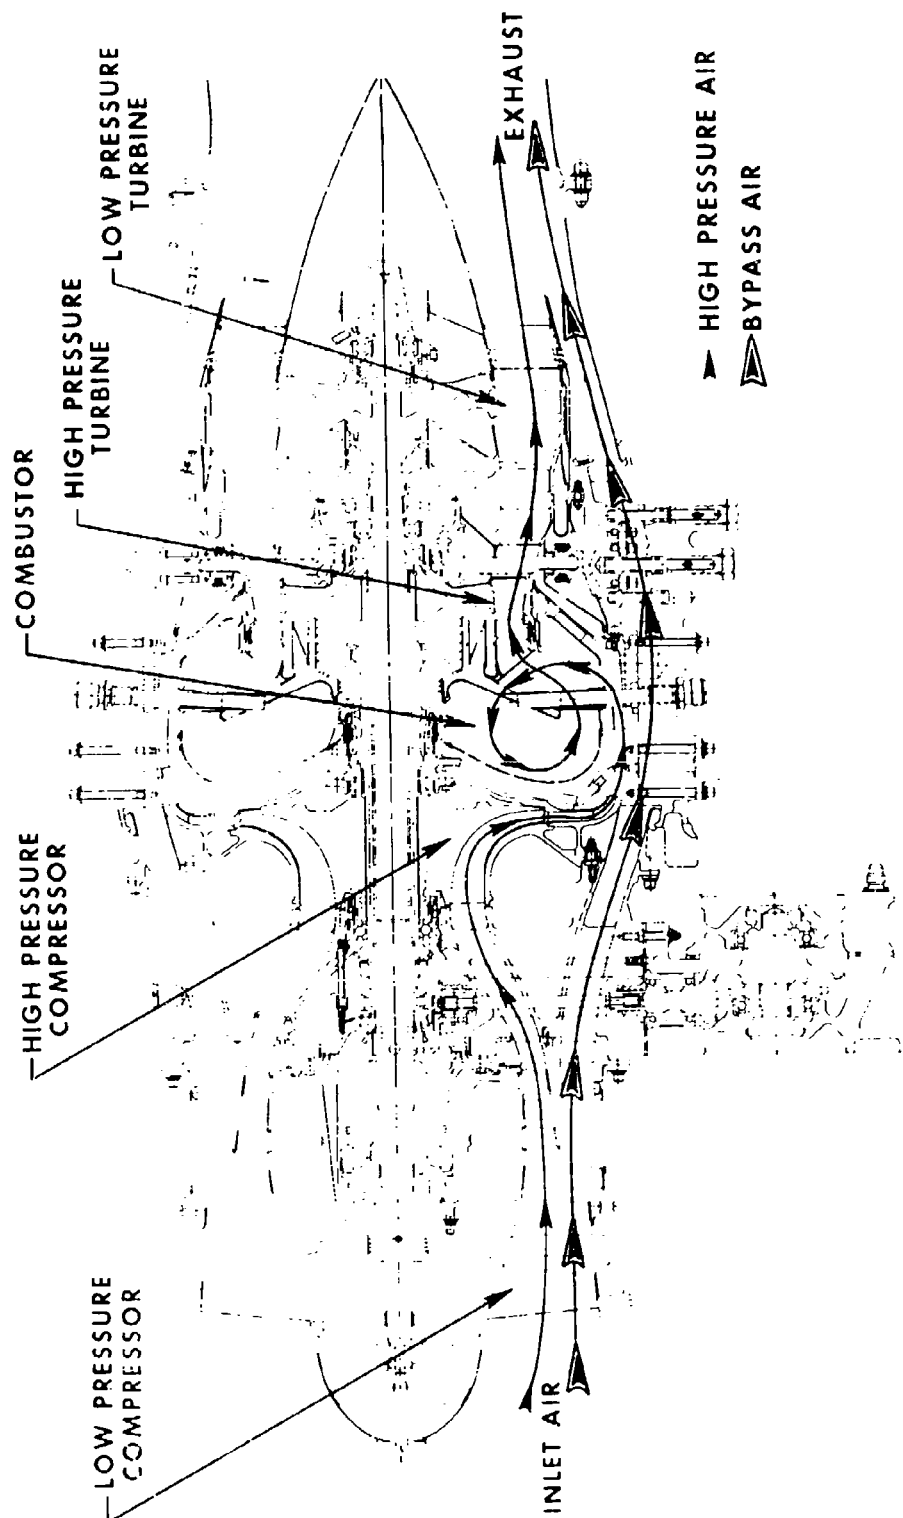 LOW PRESSURE
COMPRESSOR
HIGH PRESSURE
COMPRESSOR
COMBUSTOR
HIGH PRESSURE
TURBINE
LOW PRESSURE
TURBINE
INLET AIR
EXHAUST
HIGH PRESSURE AIR
BYPASS AIR